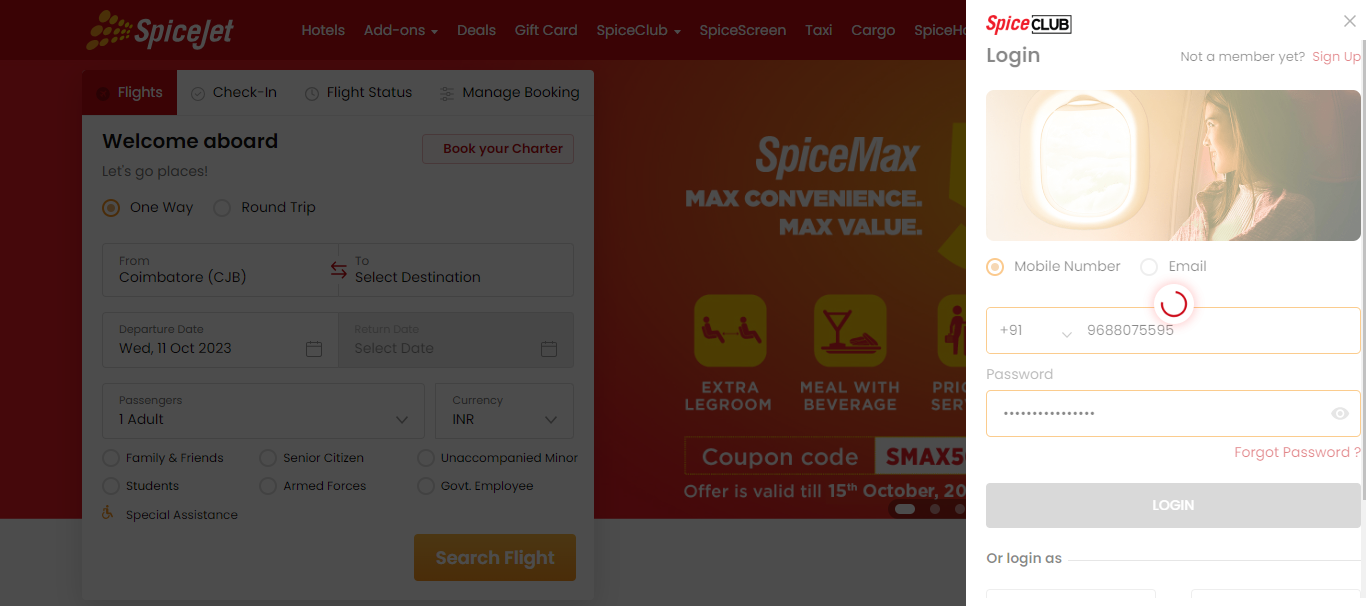 SpiceJet
Hotels Add-ons Deals Gift Card SpiceClub SpiceScreen Taxi Cargo
Flights Check-In Flight Status Manage Booking
Welcome aboard
Book your Charter
Let's go places!
One Way Round Trip
From
Coimbatore (CJB)
To
Select Destination
Departure Date
Wed, 11 Oct 2023
Return Date
Select Date
Passengers
1 Adult
Currency
INR
Family & Friends Senior Citizen Unaccompanied Minor
Students Armed Forces Govt. Employee
Special Assistance
Search Flight
SpiceMax
MAX CONVENIENCE.
MAX VALUE.
EXTRA
LEGROOM
MEAL WITH
BEVERAGE
Coupon code SMAX5
Offer is valid till 15th October, 20
SpiceCLUB
Login
Not a member yet? Sign Up
Mobile Number Email
+91 9688075595
Password
••••••••••••••••
Forgot Password ?
LOGIN
Or login as